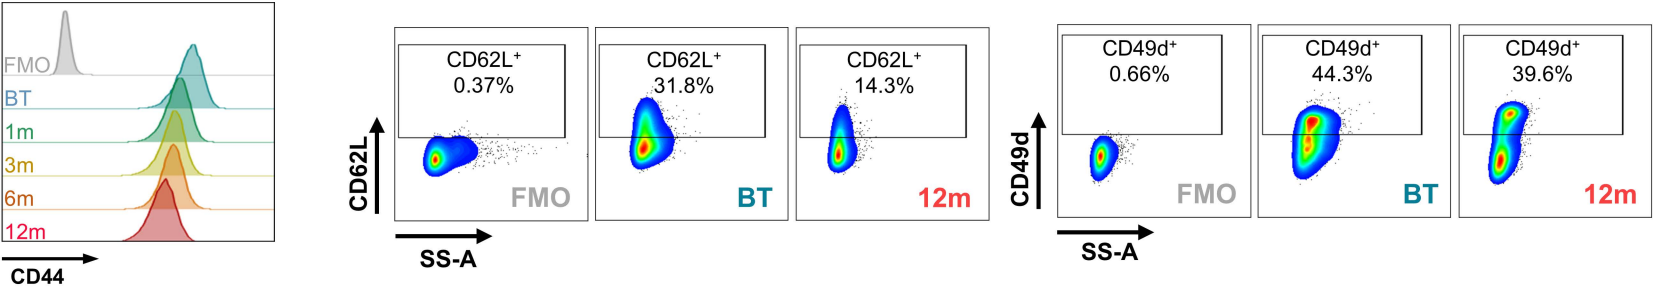 FMO
BT
1m
3m
6m
12m
CD44
CD62L
CD62L⁺
0.37%
FMO
CD62L⁺
31.8%
BT
CD62L⁺
14.3%
12m
SS-A
CD49d
CD49d⁺
0.66%
FMO
CD49d⁺
44.3%
BT
CD49d⁺
39.6%
12m
SS-A